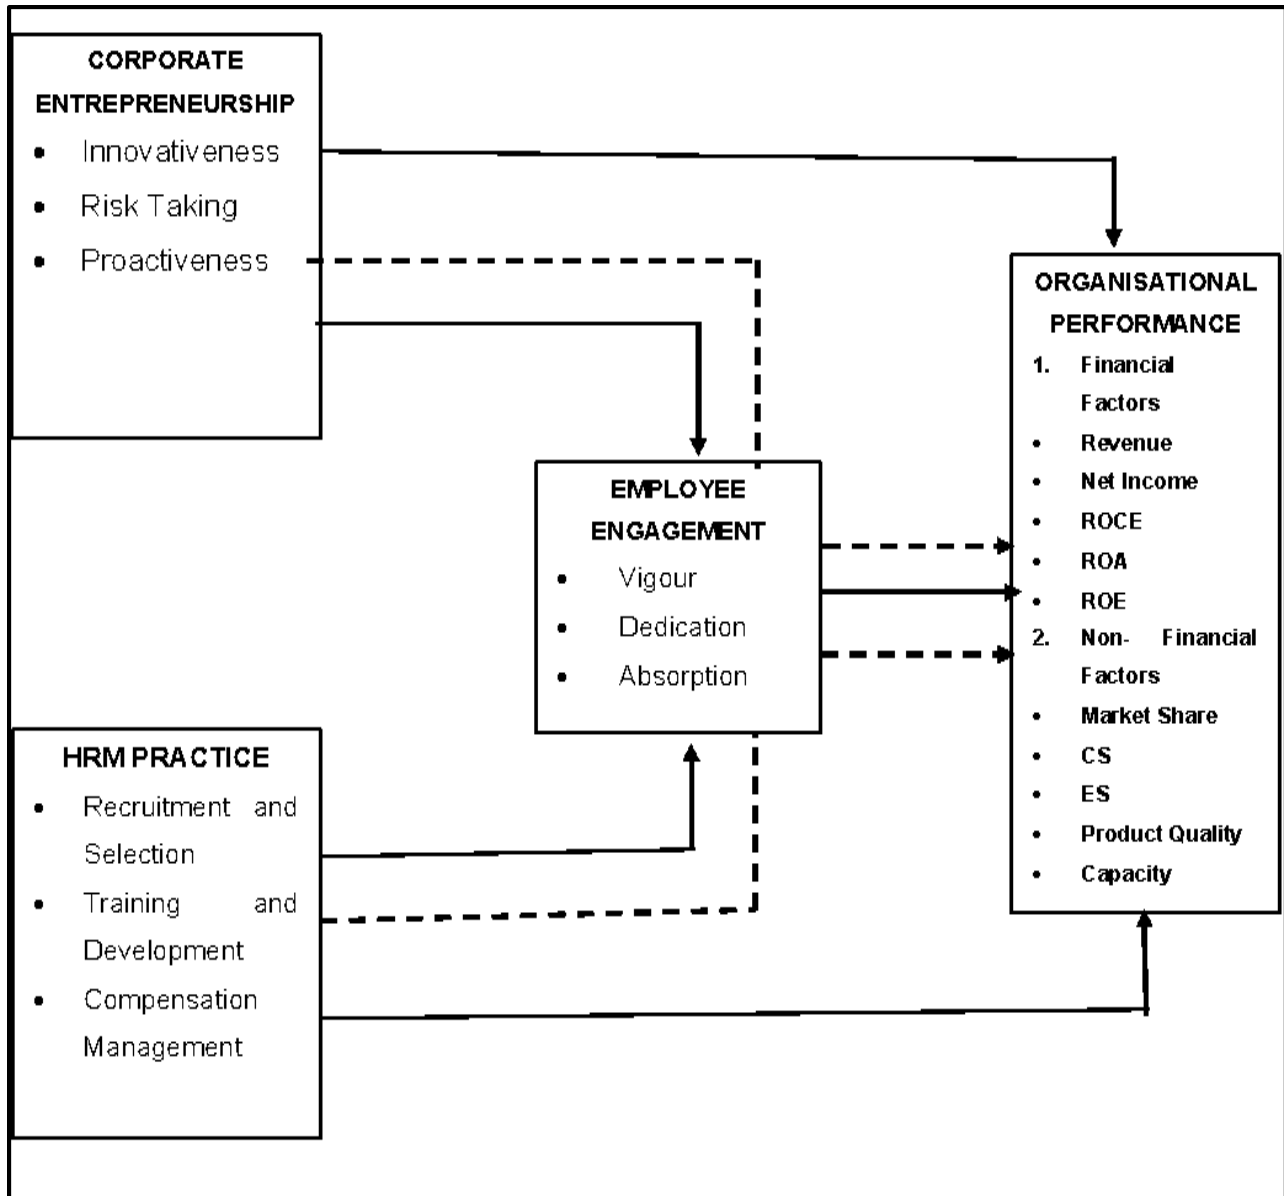 CORPORATE
ENTREPRENEURSHIP
• Innovativeness
• Risk Taking
• Proactiveness
EMPLOYEE
ENGAGEMENT
• Vigour
• Dedication
• Absorption
HRM PRACTICE
• Recruitment and
Selection
• Training and
Development
• Compensation
Management
ORGANISATIONAL
PERFORMANCE
1. Financial
Factors
• Revenue
• Net Income
• ROCE
• ROA
• ROE
2. Non- Financial
Factors
• Market Share
• CS
• ES
• Product Quality
• Capacity